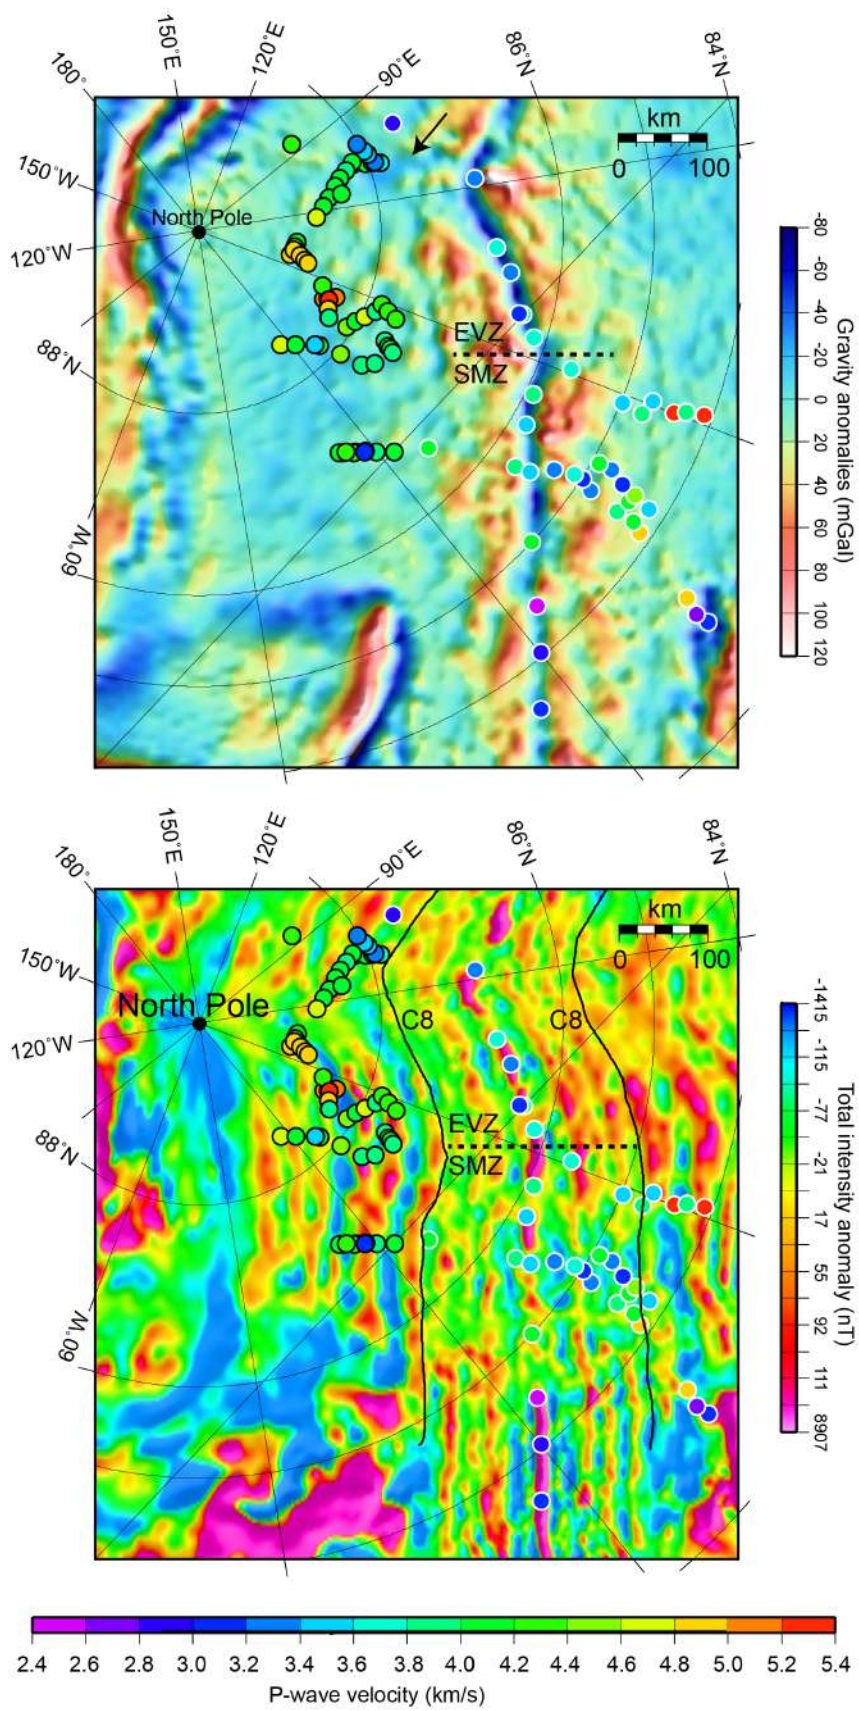 150°E
120°E
180°
90°E
86°N
84°N
km
0 100
150°W
North Pole
120°W
88°N
60°W
EVZ
SMZ
-80
-60
-40
-20
0
20
40
60
80
100
120
Gravity anomalies (mGal)
150°E
120°E
180°
90°E
86°N
84°N
km
0 100
150°W
North Pole
120°W
88°N
60°W
C8
C8
EVZ
SMZ
-1415
-115
-77
-21
17
55
92
111
8907
Total intensity anomaly (nT)
2.4 2.6 2.8 3.0 3.2 3.4 3.6 3.8 4.0 4.2 4.4 4.6 4.8 5.0 5.2 5.4
P-wave velocity (km/s)